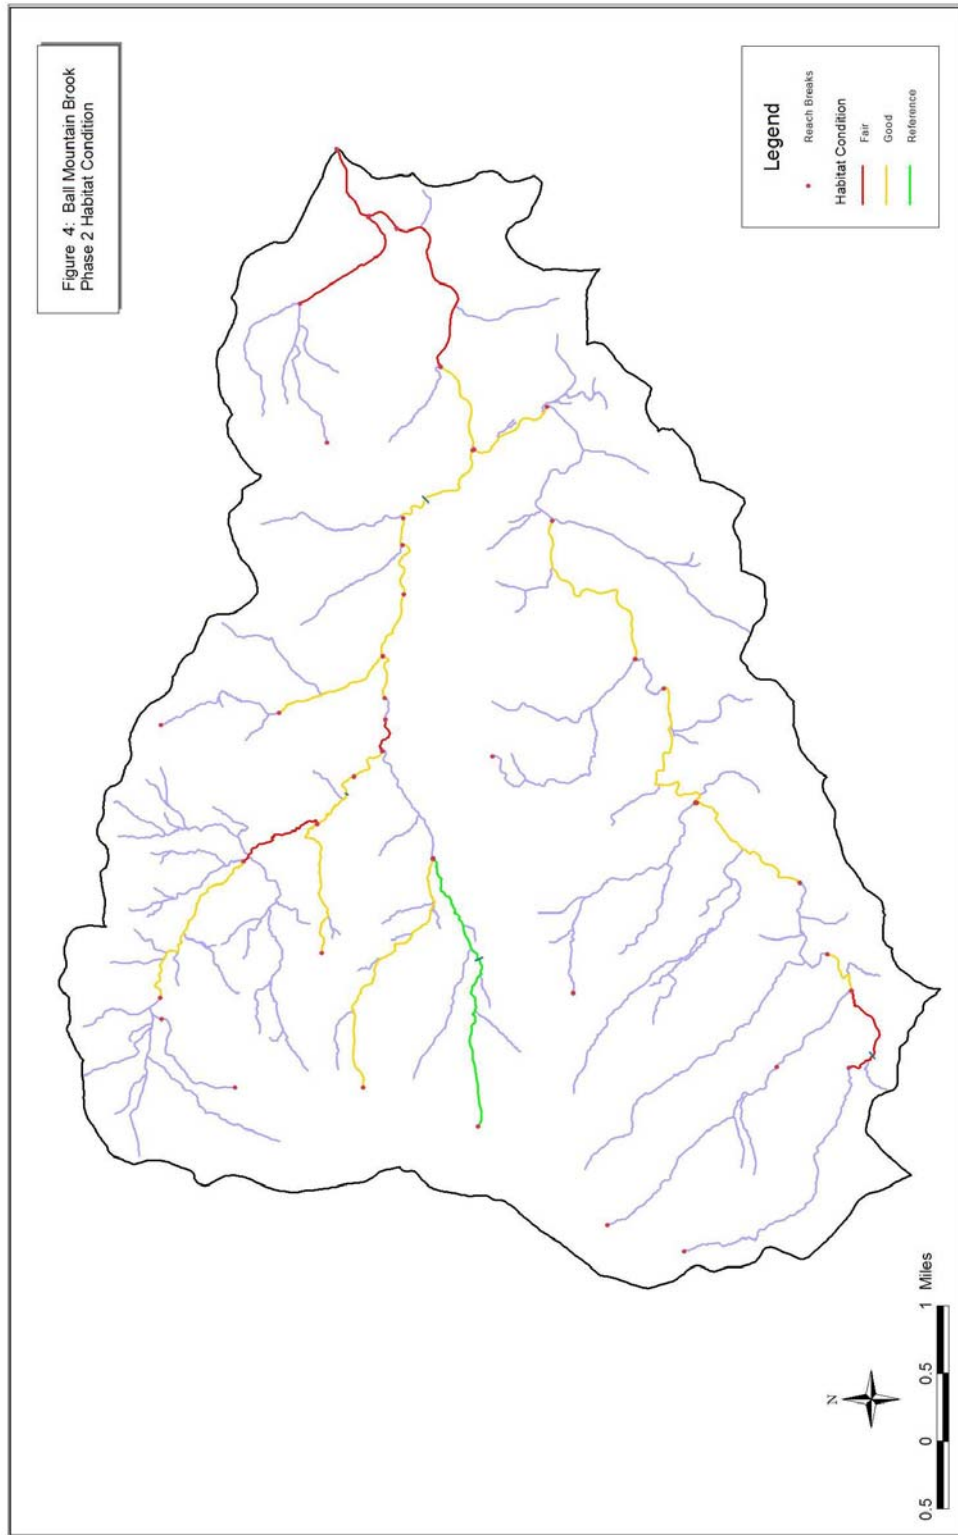 Figure 4: Ball Mountain Brook
Phase 2 Habitat Condition
Legend
Reach Breaks
Habitat Condition
Fair
Good
Reference
N
0.5 0 0.5 1 Miles